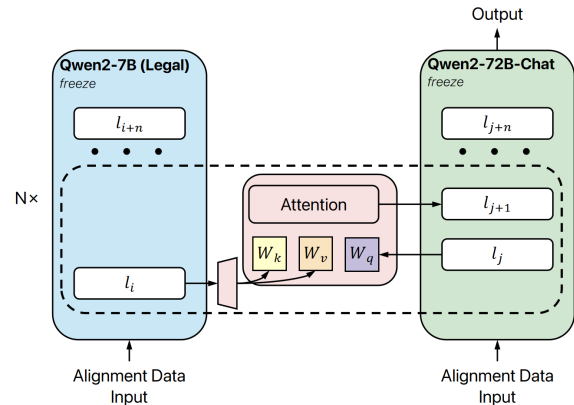 Output
Qwen2-7B (Legal)
freeze
Qwen2-72B-Chat
freeze
l_{i+n}
l_{j+n}
• • •
• • •
N×
Attention
l_{j+1}
W_k
W_v
W_q
l_j
l_i
Alignment Data
Input
Alignment Data
Input